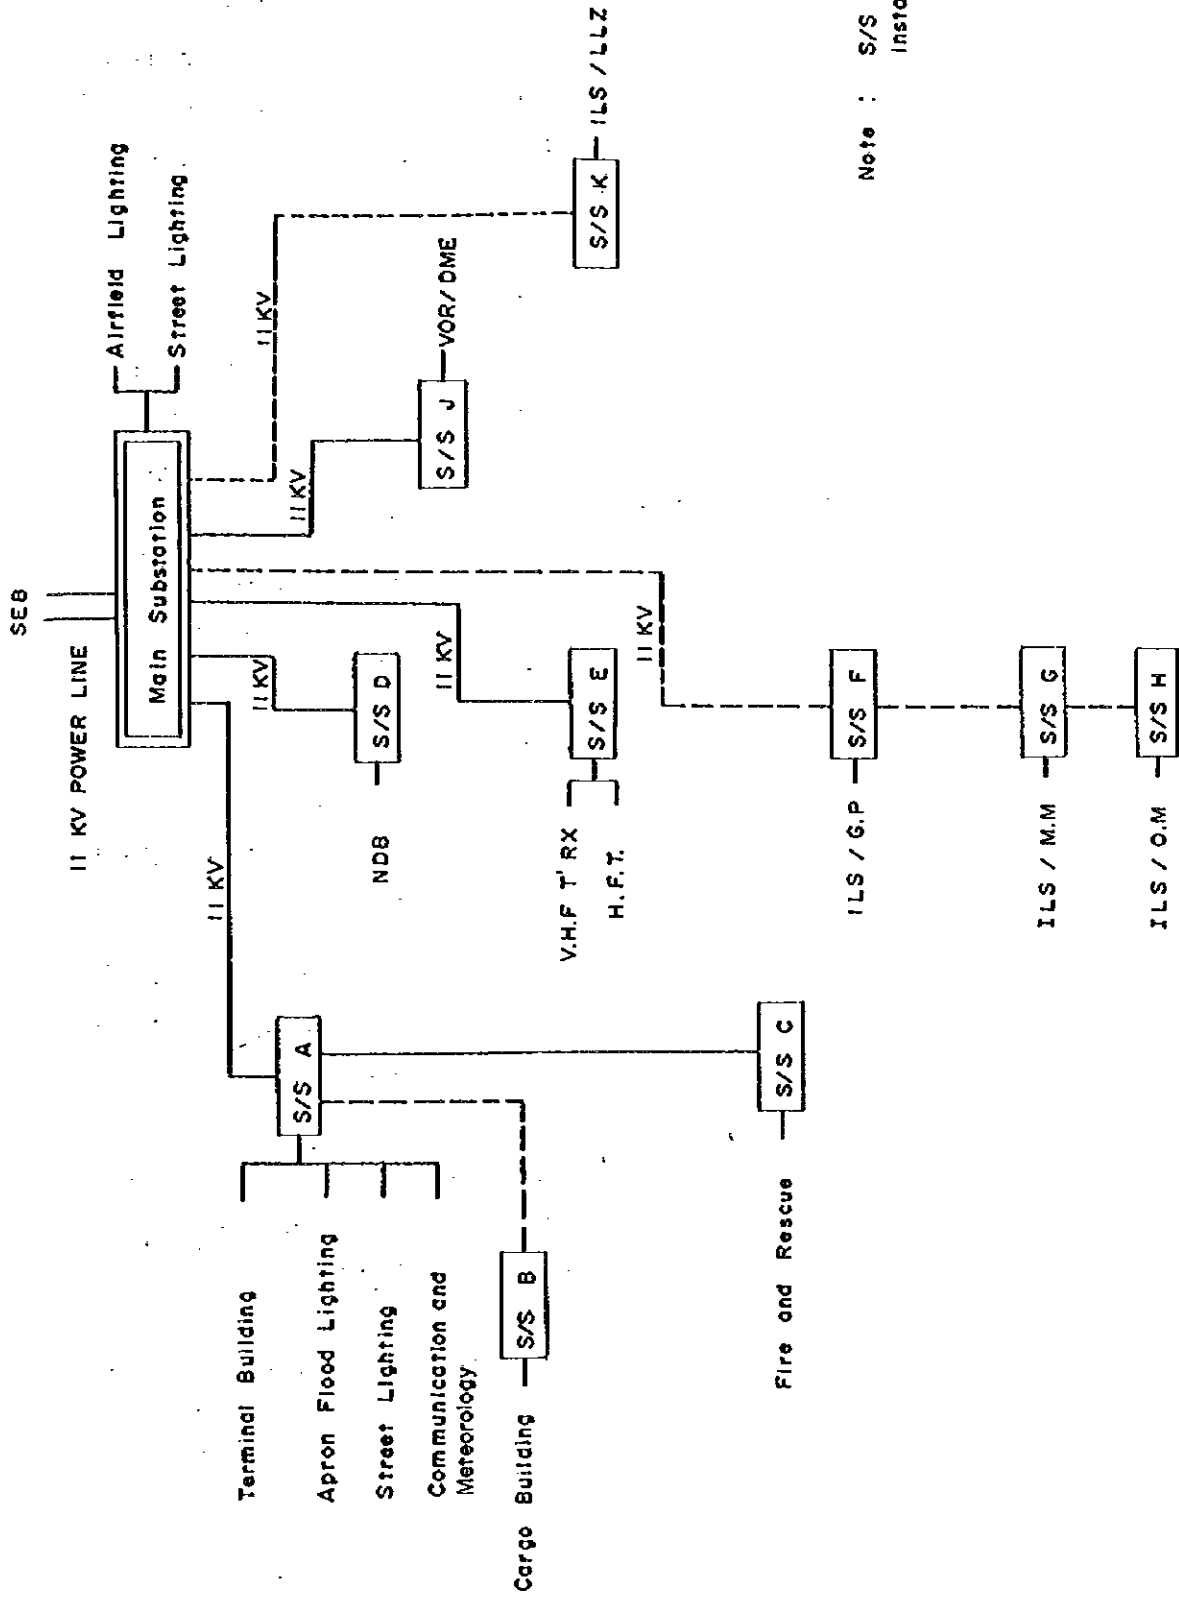 SEB
11 KV POWER LINE
Main Substation
Airfield Lighting
Street Lighting
11 KV
11 KV
11 KV
11 KV
11 KV
11 KV
S/S A
Terminal Building
Apron Flood Lighting
Street Lighting
Communication and
Meteorology
S/S B
Cargo Building
S/S C
Fire and Rescue
S/S D
NDB
S/S E
V.H.F T'RX
H.F.T.
S/S F
ILS / G.P
S/S G
ILS / M.M
S/S H
ILS / O.M
S/S J
VOR/DME
S/S K
ILS / LLZ
Note : S/S